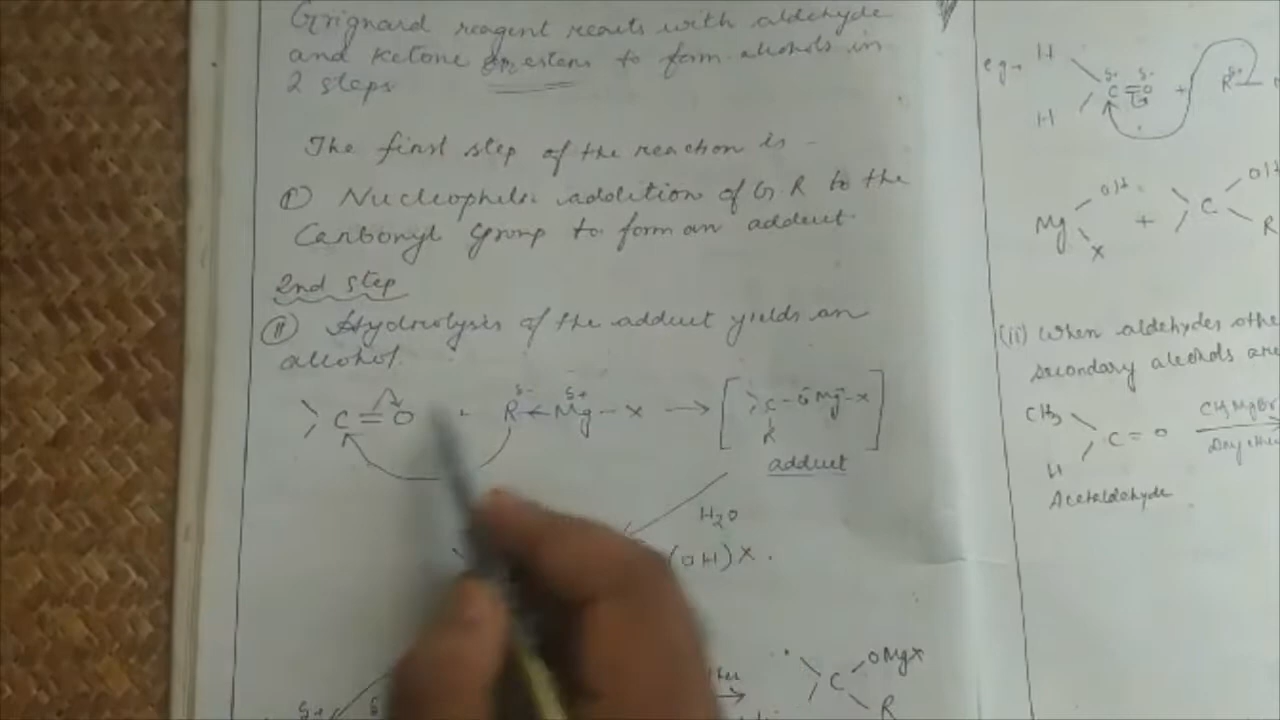 Grignard reagent reacts with aldehyde
and ketone or esters to form alcohols in
2 steps
The first step of the reaction is -
(I) Nucleophilic addition of G.R to the
Carbonyl group to form an adduct.
2nd step
(II) Hydrolysis of the adduct yields an
alcohol.
C=O + R Mg-X → [C-O Mg-X]
δ- δ+
R
adduct
H2O
(OH)X.
OMgX
C
R
eg→ H
δ+ δ-
C=O + R
H
OH OH
Mg + C
X R
(ii) When aldehydes
secondary alcohols are
CH3 CH3MgBr
C=O
H
Acetaldehyde